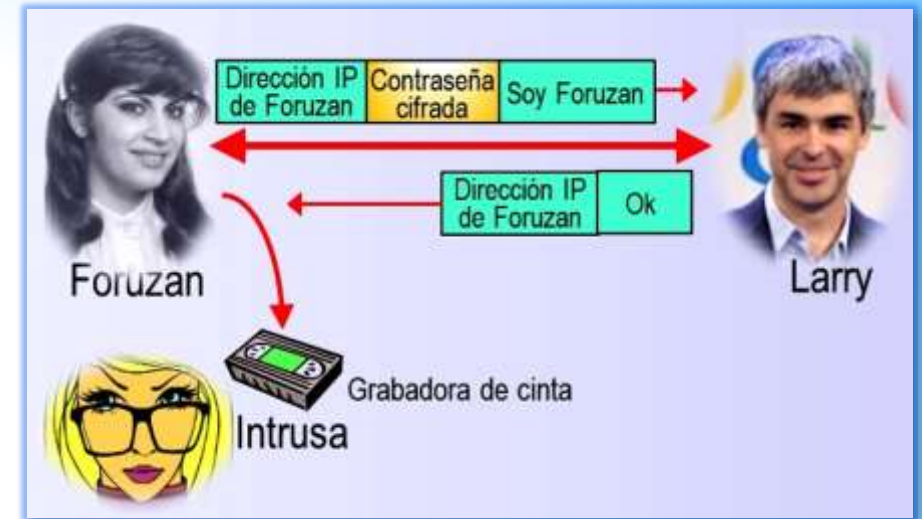 Dirección IP
de Foruzan
Contraseña
cifrada
Soy Foruzan
Dirección IP
de Foruzan
Ok
Foruzan
Larry
Grabadora de cinta
Intrusa